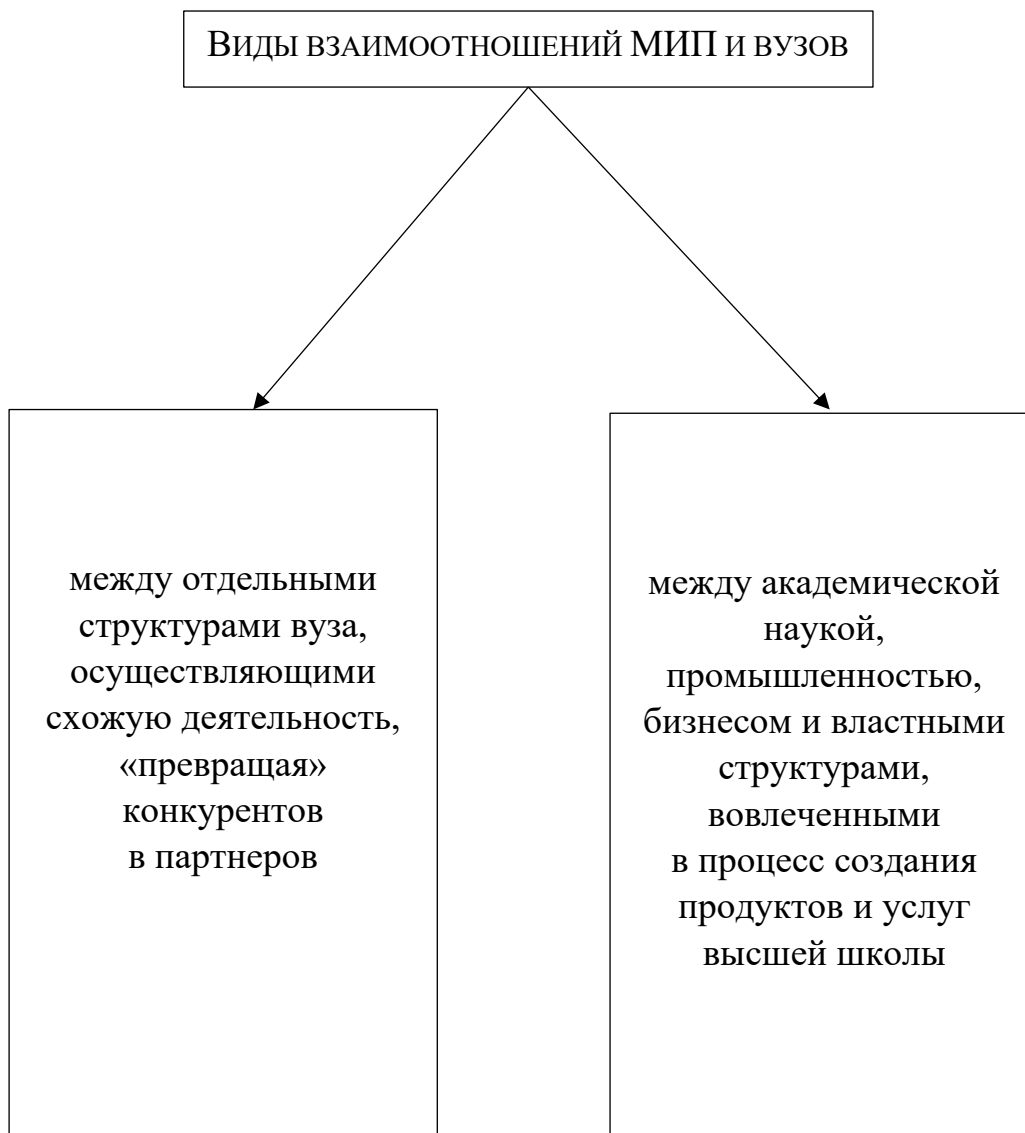 Виды взаимоотношений МИП и вузов
между отдельными
структурами вуза,
осуществляющими
схожую деятельность,
«превращая»
конкурентов
в партнеров
между академической
наукой,
промышленностью,
бизнесом и властными
структурами,
вовлеченными
в процесс создания
продуктов и услуг
высшей школы